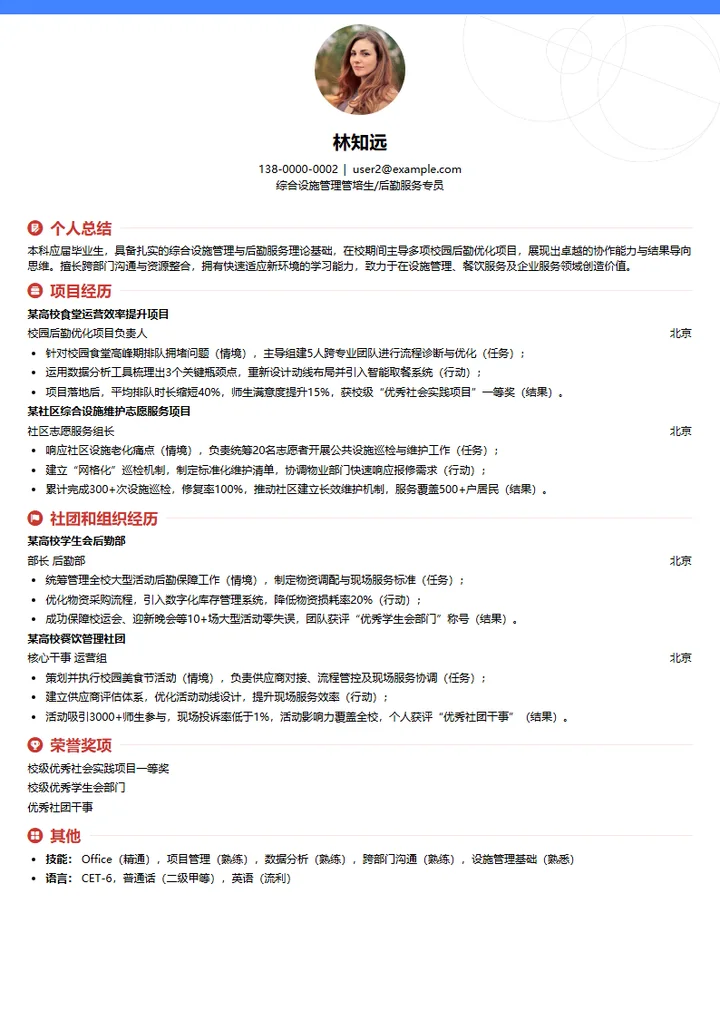 林知远
138-0000-0002 | user2@example.com
综合设施管理管培生/后勤服务专员
个人总结
本科应届毕业生，具备扎实的综合设施管理与后勤服务理论基础，在校期间主导多项校园后勤优化项目，展现出卓越的协作能力与结果导向
思维。擅长跨部门沟通与资源整合，拥有快速适应新环境的学习能力，致力于在设施管理、餐饮服务及企业服务领域创造价值。
项目经历
某高校食堂运营效率提升项目
校园后勤优化项目负责人 北京
• 针对校园食堂高峰期排队拥堵问题（情境），主导组建5人跨专业团队进行流程诊断与优化（任务）；
• 运用数据分析工具梳理出3个关键瓶颈点，重新设计动线布局并引入智能取餐系统（行动）；
• 项目落地后，平均排队时长缩短40%，师生满意度提升15%，获校级“优秀社会实践项目”一等奖（结果）。
某社区综合设施维护志愿服务项目
社区志愿服务组长 北京
• 响应社区设施老化痛点（情境），负责统筹20名志愿者开展公共设施巡检与维护工作（任务）；
• 建立“网格化”巡检机制，制定标准化维护清单，协调物业部门快速响应报修需求（行动）；
• 累计完成300+次设施巡检，修复率100%，推动社区建立长效维护机制，服务覆盖500+户居民（结果）。
社团和组织经历
某高校学生会后勤部
部长 后勤部 北京
• 统筹管理全校大型活动后勤保障工作（情境），制定物资调配与现场服务标准（任务）；
• 优化物资采购流程，引入数字化库存管理系统，降低物资损耗率20%（行动）；
• 成功保障校运会、迎新晚会等10+场大型活动零失误，团队获评“优秀学生会部门”称号（结果）。
某高校餐饮管理社团
核心干事 运营组 北京
• 策划并执行校园美食节活动（情境），负责供应商对接、流程管控及现场服务协调（任务）；
• 建立供应商评估体系，优化活动动线设计，提升现场服务效率（行动）；
• 活动吸引3000+师生参与，现场投诉率低于1%，活动影响力覆盖全校，个人获评“优秀社团干事”（结果）。
荣誉奖项
校级优秀社会实践项目一等奖
校级优秀学生会部门
优秀社团干事
其他
• 技能： Office（精通），项目管理（熟练），数据分析（熟练），跨部门沟通（熟练），设施管理基础（熟悉）
• 语言： CET-6，普通话（二级甲等），英语（流利）